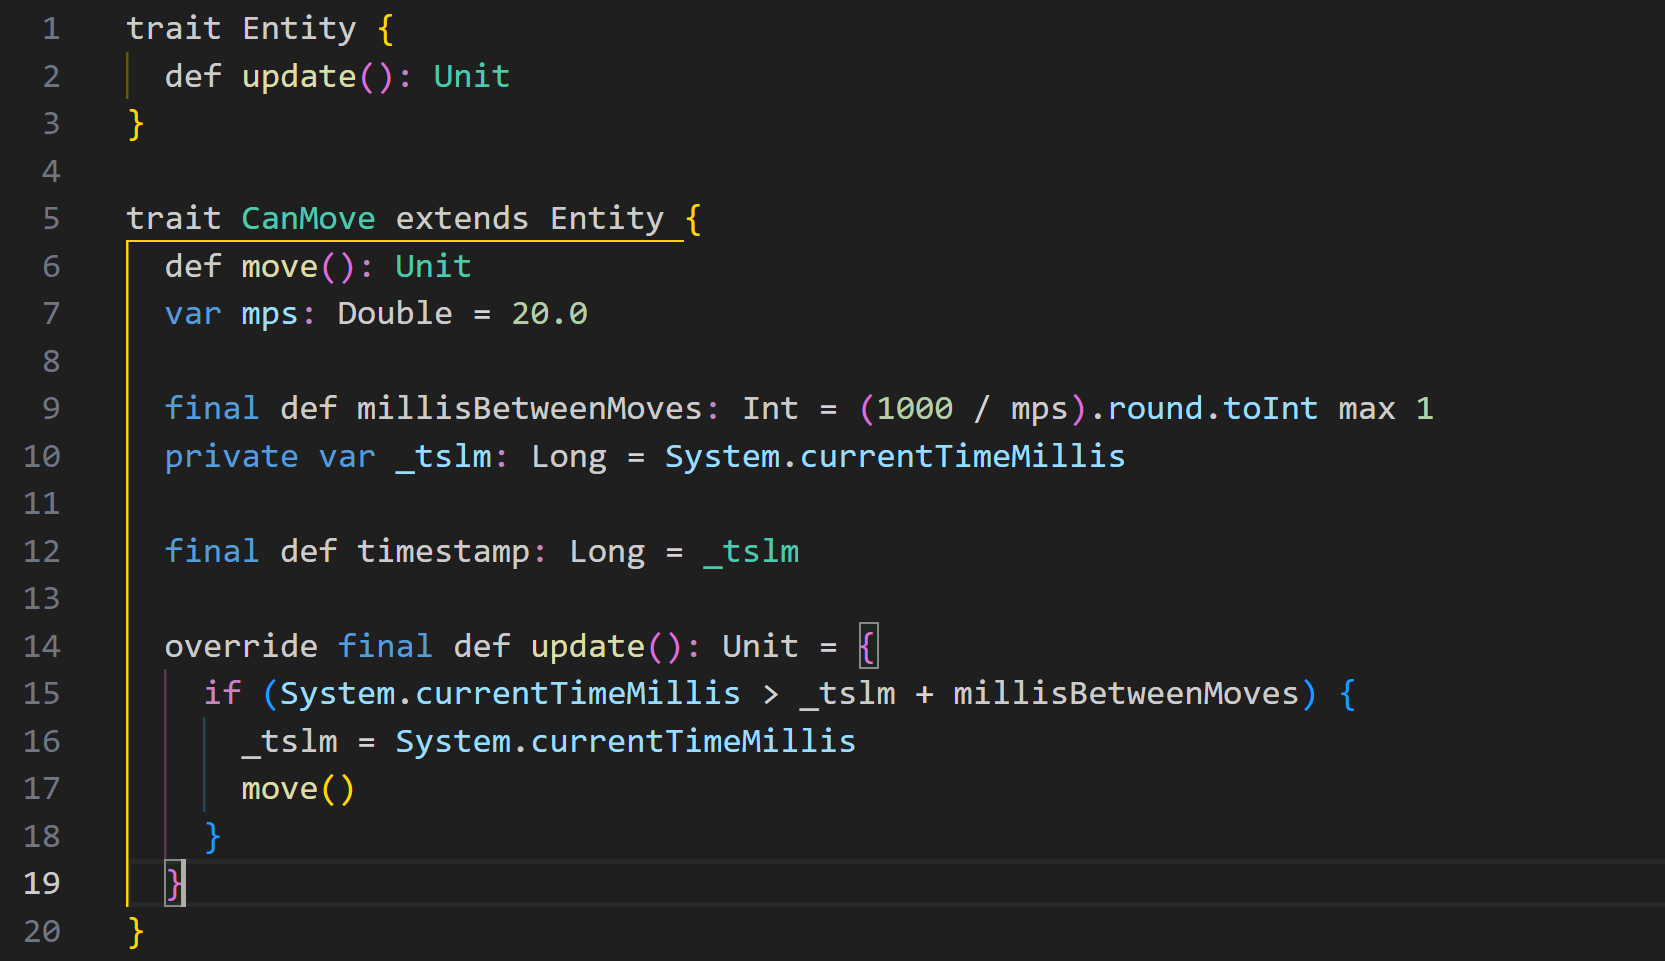 1 trait Entity {
2 def update(): Unit
3 }
4
5 trait CanMove extends Entity {
6 def move(): Unit
7 var mps: Double = 20.0
8
9 final def millisBetweenMoves: Int = (1000 / mps).round.toInt max 1
10 private var _tslm: Long = System.currentTimeMillis
11
12 final def timestamp: Long = _tslm
13
14 override final def update(): Unit = {
15 if (System.currentTimeMillis > _tslm + millisBetweenMoves) {
16 _tslm = System.currentTimeMillis
17 move()
18 }
19 }
20 }